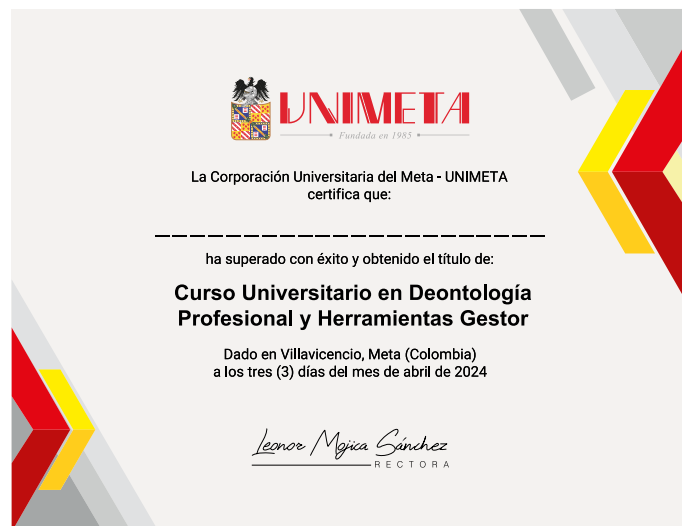 UNIMETA
Fundada en 1985
La Corporación Universitaria del Meta - UNIMETA
certifica que:
ha superado con éxito y obtenido el título de:
Curso Universitario en Deontología
Profesional y Herramientas Gestor
Dado en Villavicencio, Meta (Colombia)
a los tres (3) días del mes de abril de 2024
Leonor Mojica Sánchez
RECTORA